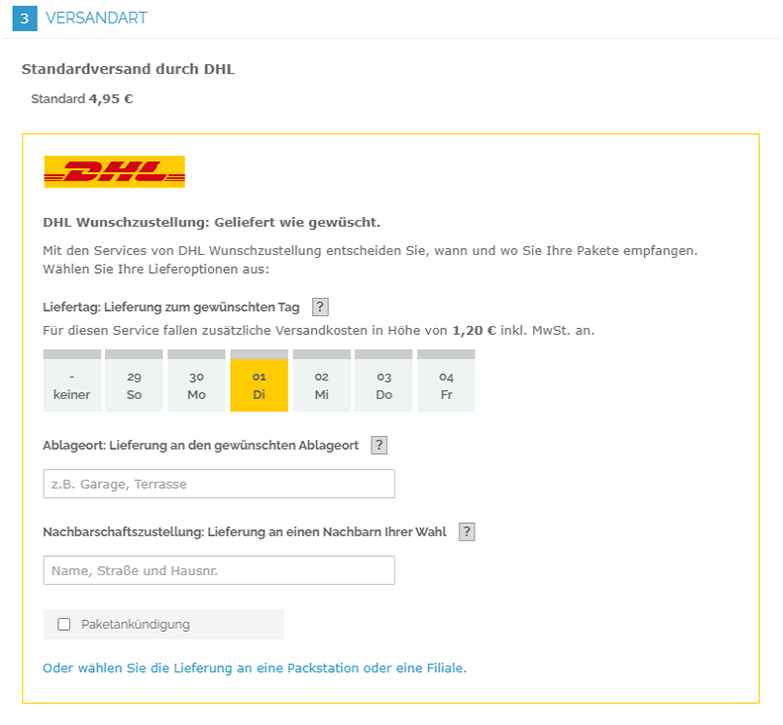 3 VERSANDART
Standardversand durch DHL
Standard 4,95 €
DHL
DHL Wunschzustellung: Geliefert wie gewüscht.
Mit den Services von DHL Wunschzustellung entscheiden Sie, wann und wo Sie Ihre Pakete empfangen.
Wählen Sie Ihre Lieferoptionen aus:
Liefertag: Lieferung zum gewünschten Tag ?
Für diesen Service fallen zusätzliche Versandkosten in Höhe von 1,20 € inkl. MwSt. an.
- 29 30 01 02 03 04
keiner So Mo Di Mi Do Fr
Ablageort: Lieferung an den gewünschten Ablageort ?
z.B. Garage, Terrasse
Nachbarschaftszustellung: Lieferung an einen Nachbarn Ihrer Wahl ?
Name, Straße und Hausnr.
Paketankündigung
Oder wählen Sie die Lieferung an eine Packstation oder eine Filiale.